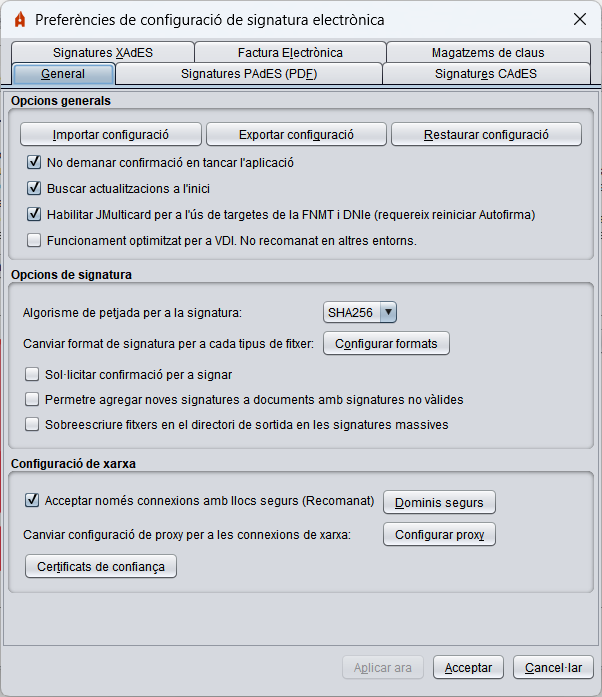 Preferències de configuració de signatura electrònica
Signatures XAdES
Factura Electrònica
Magatzems de claus
General
Signatures PAdES (PDF)
Signatures CAdES
Opcions generals
Importar configuració
Exportar configuració
Restaurar configuració
No demanar confirmació en tancar l'aplicació
Buscar actualitzacions a l'inici
Habilitar JMulticard per a l'ús de targetes de la FNMT i DNIe (requereix reiniciar Autofirma)
Funcionament optimitzat per a VDI. No recomanat en altres entorns.
Opcions de signatura
Algorisme de petjada per a la signatura:
SHA256
Canviar format de signatura per a cada tipus de fitxer:
Configurar formats
Sol·licitar confirmació per a signar
Permetre agregar noves signatures a documents amb signatures no vàlides
Sobreescriure fitxers en el directori de sortida en les signatures massives
Configuració de xarxa
Acceptar només connexions amb llocs segurs (Recomanat)
Dominis segurs
Canviar configuració de proxy per a les connexions de xarxa:
Configurar proxy
Certificats de confiança
Aplicar ara
Acceptar
Cancel·lar